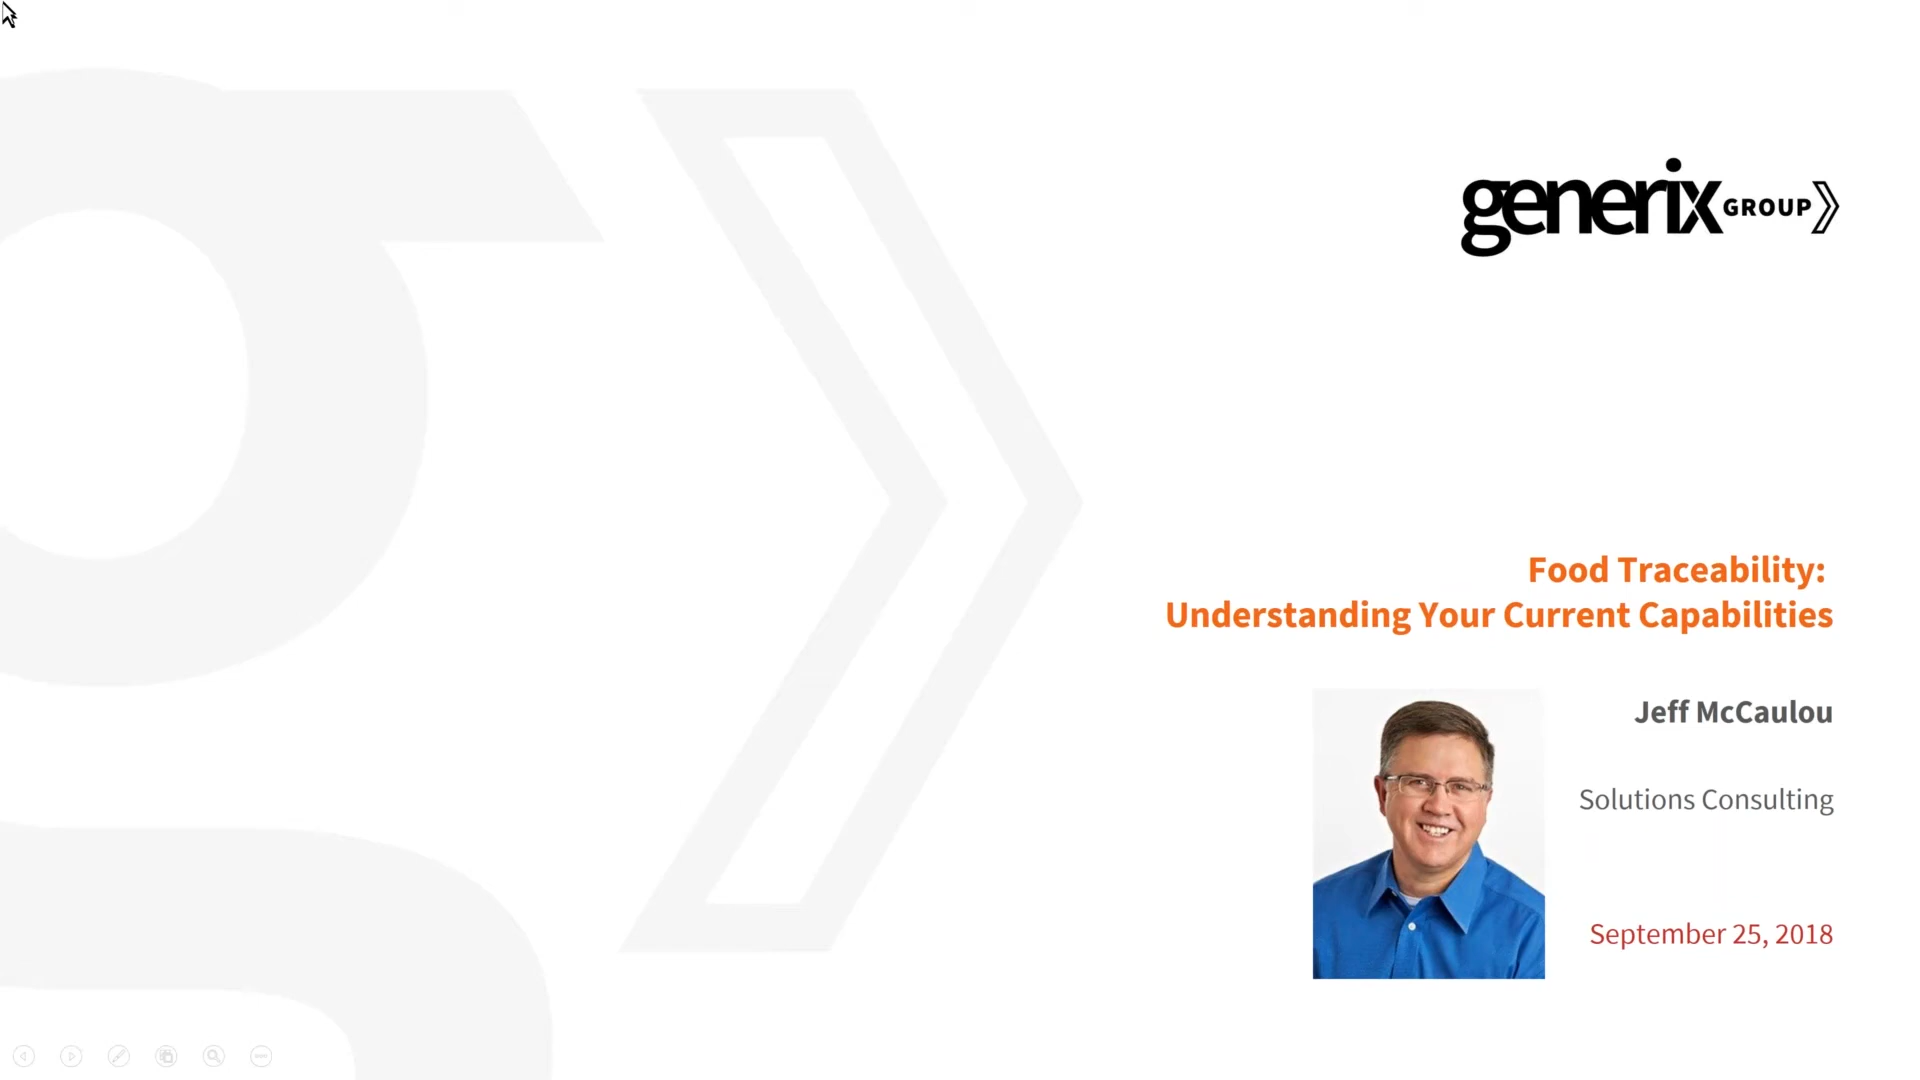 generix GROUP
Food Traceability:
Understanding Your Current Capabilities
Jeff McCaulou
Solutions Consulting
September 25, 2018